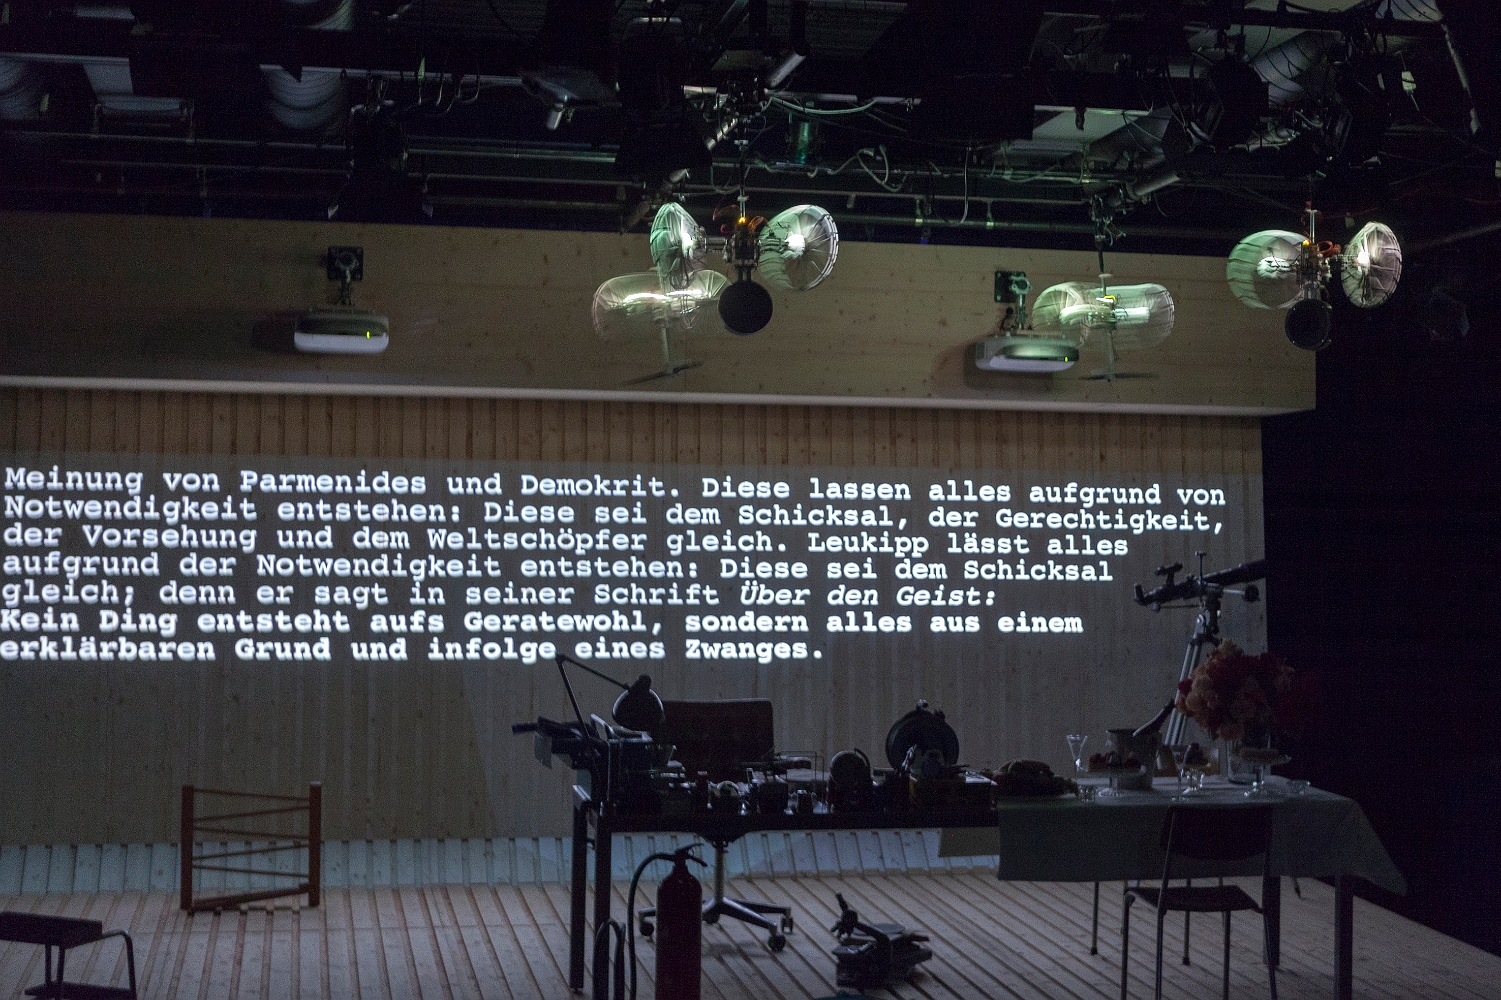 Meinung von Parmenides und Demokrit. Diese lassen alles aufgrund von
Notwendigkeit entstehen: Diese sei dem Schicksal, der Gerechtigkeit,
der Vorsehung und dem Weltschöpfer gleich. Leukipp lässt alles
aufgrund der Notwendigkeit entstehen: Diese sei dem Schicksal
gleich; denn er sagt in seiner Schrift Über den Geist:
Kein Ding entsteht aufs Geratewohl, sondern alles aus einem
erklärbaren Grund und infolge eines Zwanges.